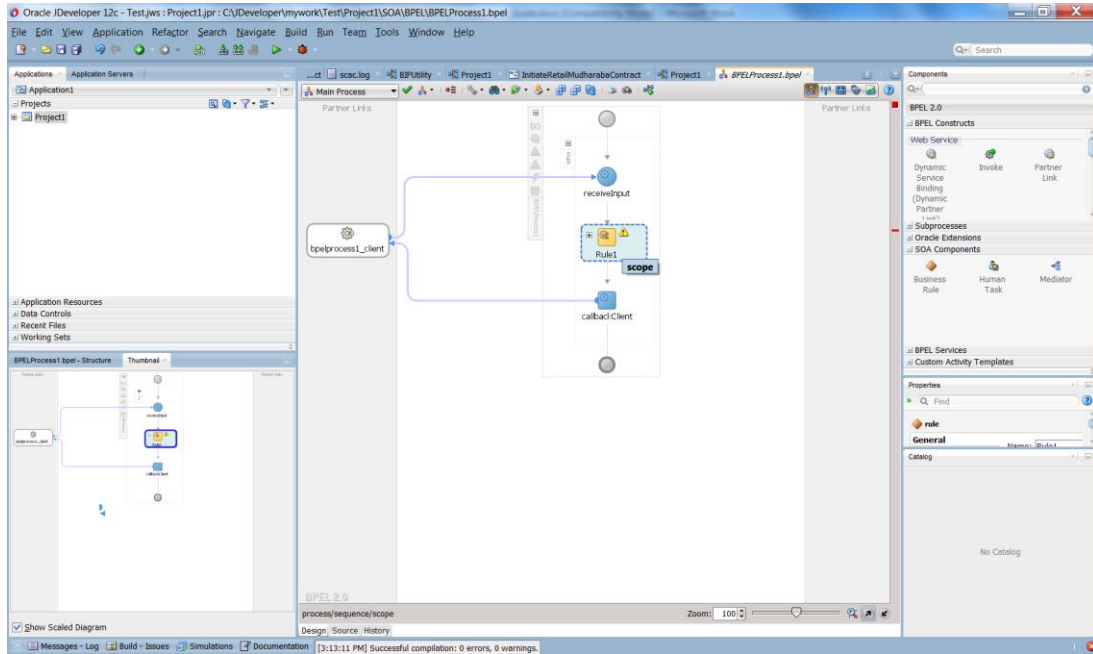 Oracle JDeveloper 12c - Test.jws : Project1.jpr : C:\JDeveloper\mywork\Test\Project1\SOA\BPEL\BPELProcess1.bpel
File Edit View Application Refactor Search Navigate Build Run Team Tools Window Help
Search
Applications Application Servers
Application1
Projects
Project1
Application Resources
Data Controls
Recent Files
Working Sets
BPELProcess1.bpel - Structure Thumbnail
Show Scaled Diagram
...ct scac.log BIPUtility Project1 InitiateRetailMudharabaContract Project1 BPELProcess1.bpel
Main Process
Partner Links Partner Links
main
receiveInput
bpelprocess1_client
Rule1
scope
callbackClient
BPEL 2.0
process/sequence/scope
Zoom: 100
Design Source History
Components
BPEL 2.0
BPEL Constructs
Web Service
Dynamic Service Binding (Dynamic Partner Link)
Invoke
Partner Link
Subprocesses
Oracle Extensions
SOA Components
Business Rule
Human Task
Mediator
BPEL Services
Custom Activity Templates
Properties
Find
rule
General
Name: Rule1
Catalog
No Catalog
Messages - Log Build - Issues Simulations Documentation [3:13:11 PM] Successful compilation: 0 errors, 0 warnings.